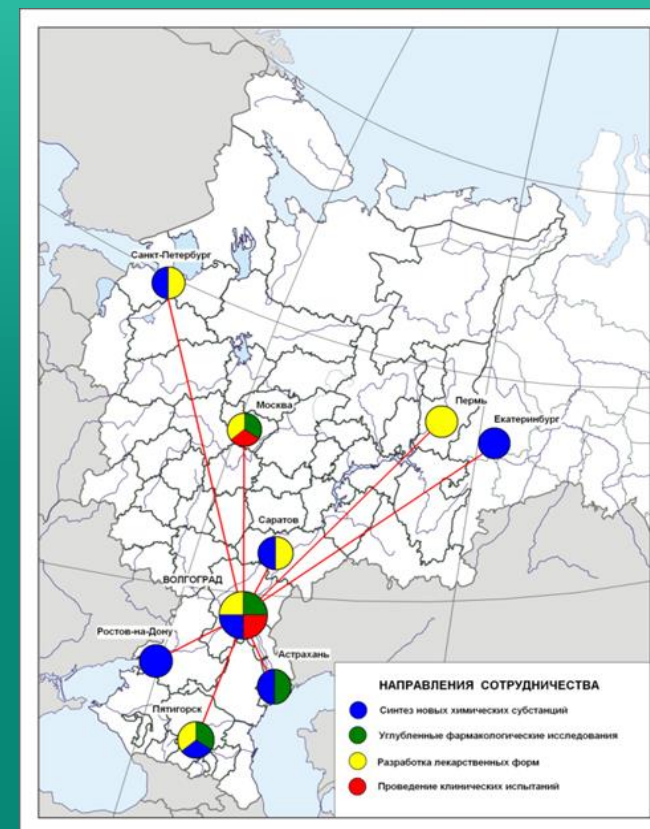 Санкт-Петербург
Москва
Пермь
Екатеринбург
Саратов
ВОЛГОГРАД
Ростов-на-Дону
Астрахань
Пятигорск
НАПРАВЛЕНИЯ СОТРУДНИЧЕСТВА
Синтез новых химических субстанций
Углубленные фармакологические исследования
Разработка лекарственных форм
Проведение клинических испытаний